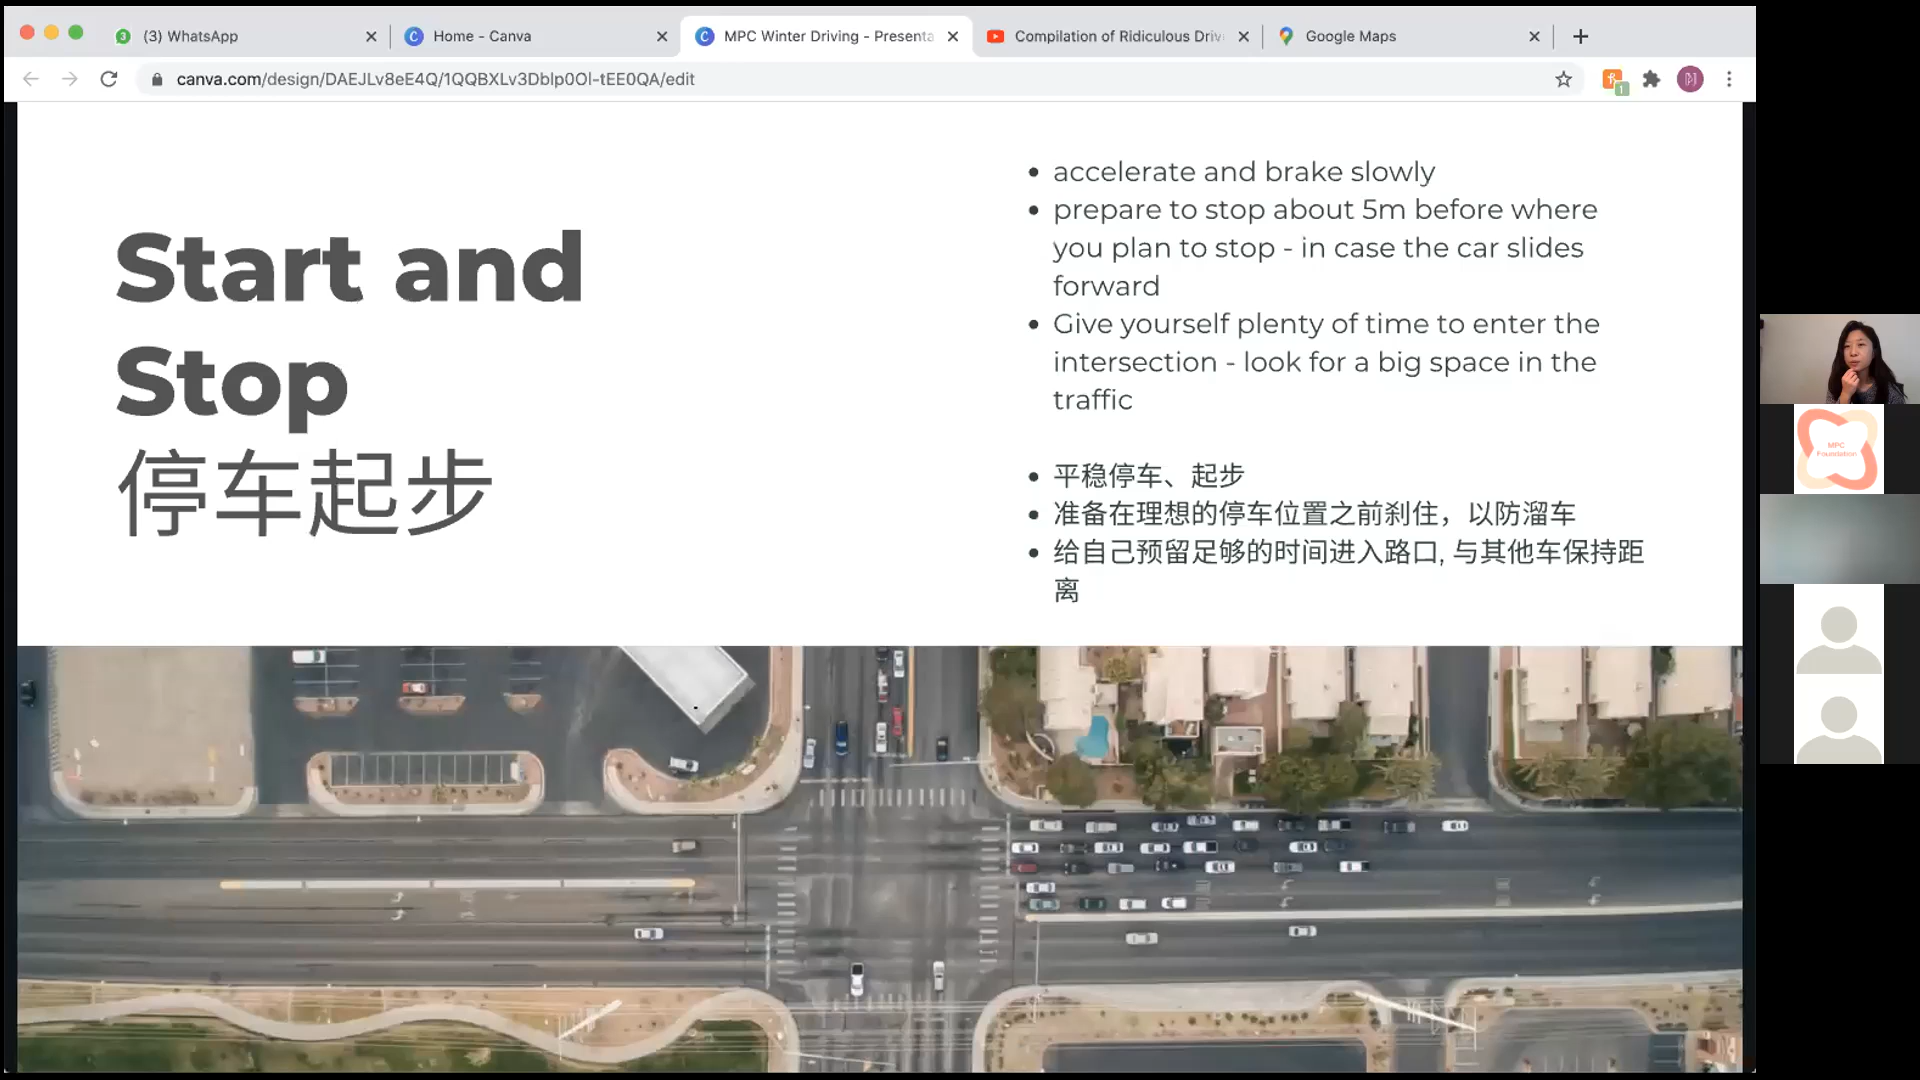 (3) WhatsApp
Home - Canva
MPC Winter Driving - Presenta
Compilation of Ridiculous Driv
Google Maps
canva.com/design/DAEJLv8eE4Q/1QQBXLv3Dblp0Ol-tEE0QA/edit
Start and
Stop
停车起步
accelerate and brake slowly
prepare to stop about 5m before where
you plan to stop - in case the car slides
forward
Give yourself plenty of time to enter the
intersection - look for a big space in the
traffic
平稳停车、起步
准备在理想的停车位置之前刹住，以防溜车
给自己预留足够的时间进入路口, 与其他车保持距
离
MPC
Foundation